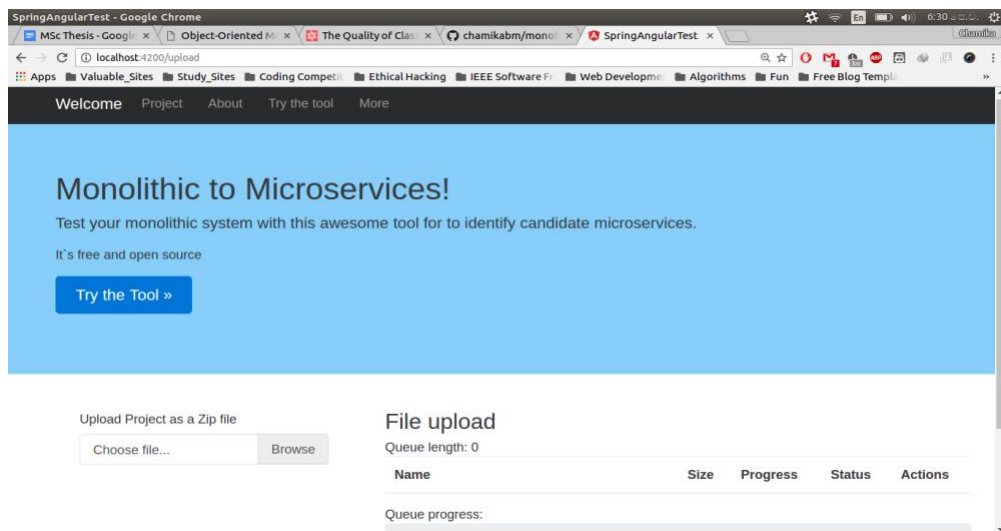 SpringAngularTest - Google Chrome
En 6:30
MSc Thesis - Googl Object-Oriented M The Quality of Clas chamikabm/monol SpringAngularTest Chamika
localhost:4200/upload
Apps Valuable_Sites Study_Sites Coding Competit Ethical Hacking IEEE Software Fr Web Developme Algorithms Fun Free Blog Templa »
Welcome Project About Try the tool More
Monolithic to Microservices!
Test your monolithic system with this awesome tool for to identify candidate microservices.
It`s free and open source
Try the Tool »
Upload Project as a Zip file
Choose file... Browse
File upload
Queue length: 0
Name Size Progress Status Actions
Queue progress: